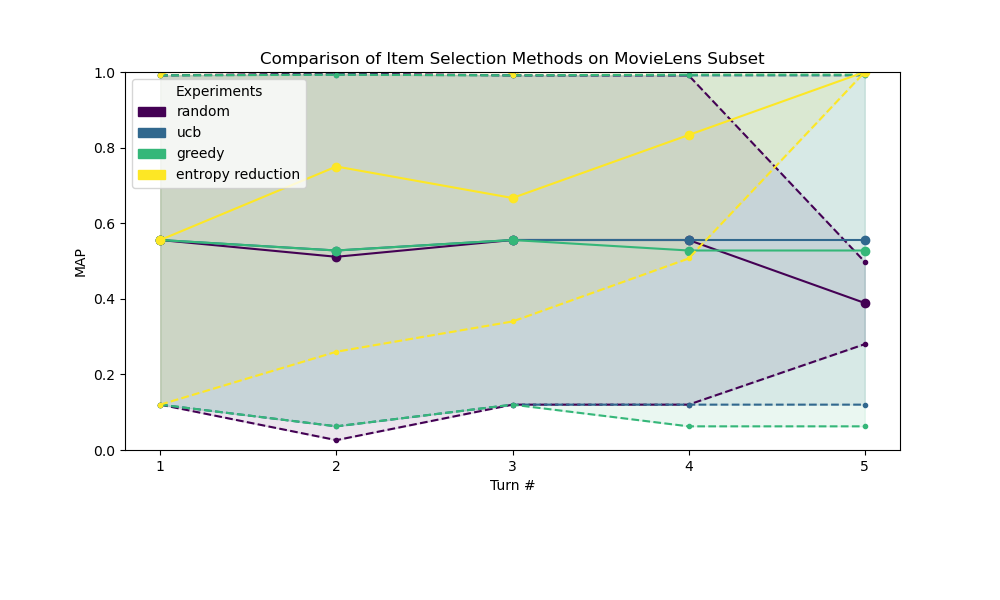 Comparison of Item Selection Methods on MovieLens Subset
1.0
0.8
0.6
0.4
0.2
0.0
MAP
Experiments
random
ucb
greedy
entropy reduction
1 2 3 4 5
Turn #